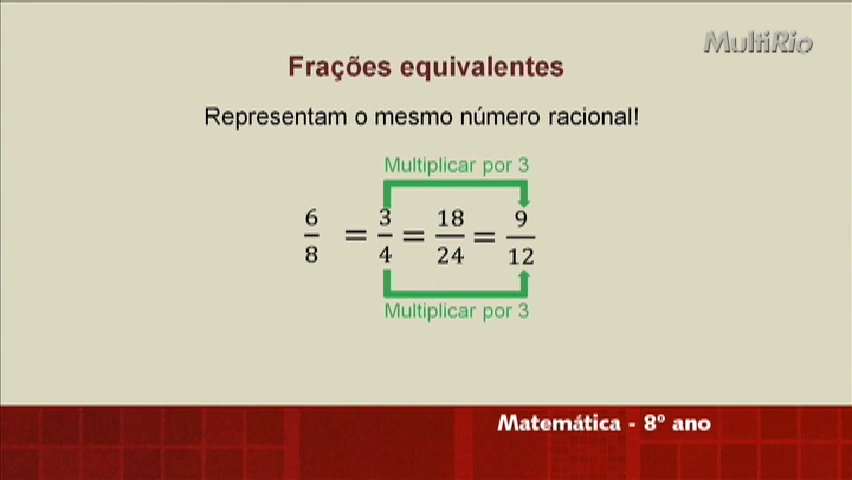 MultiRio
Frações equivalentes
Representam o mesmo número racional!
Multiplicar por 3
6/8 = 3/4 = 18/24 = 9/12
Multiplicar por 3
Matemática - 8º ano